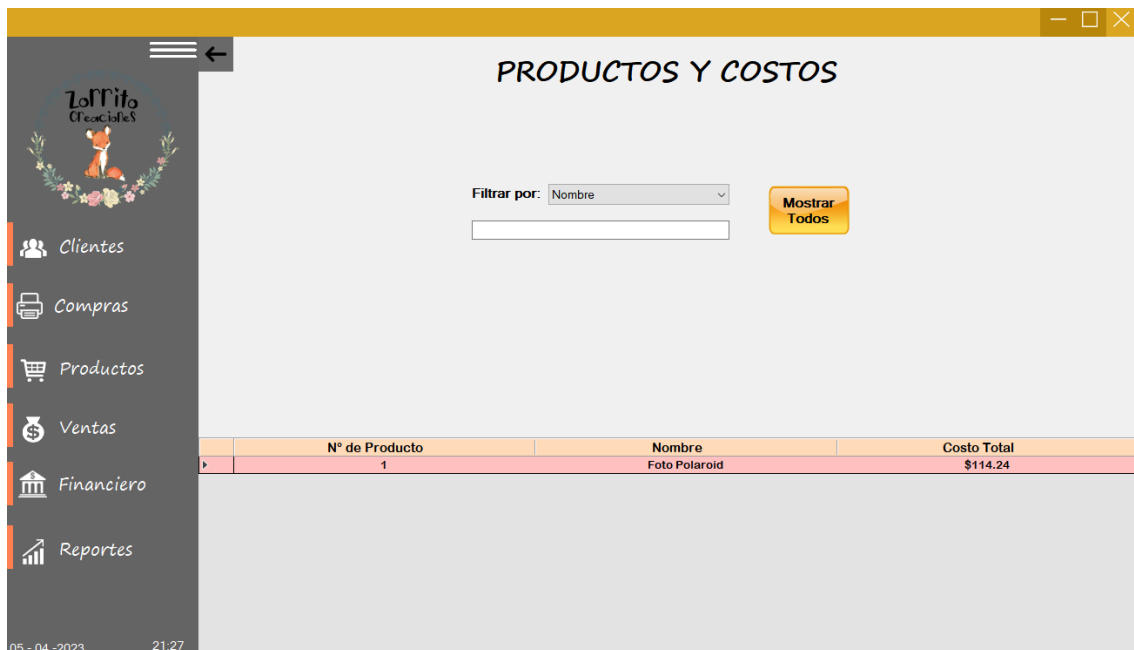 PRODUCTOS Y COSTOS
Zorrito
Creaciones
Filtrar por: Nombre
Mostrar
Todos
Clientes
Compras
Productos
Ventas
Financiero
Reportes
Nº de Producto Nombre Costo Total
1 Foto Polaroid $114.24
05 - 04 -2023 21:27